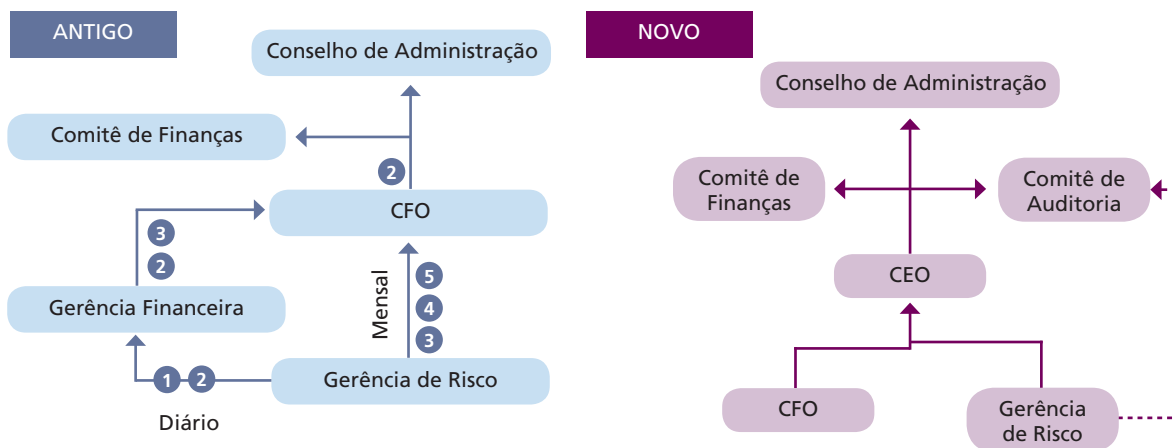 ANTIGO
Conselho de Administração
Comitê de Finanças
2
CFO
3
2
Gerência Financeira
Mensal
5
4
3
1 2
Gerência de Risco
Diário
NOVO
Conselho de Administração
Comitê de
Finanças
Comitê de
Auditoria
CEO
CFO
Gerência
de Risco